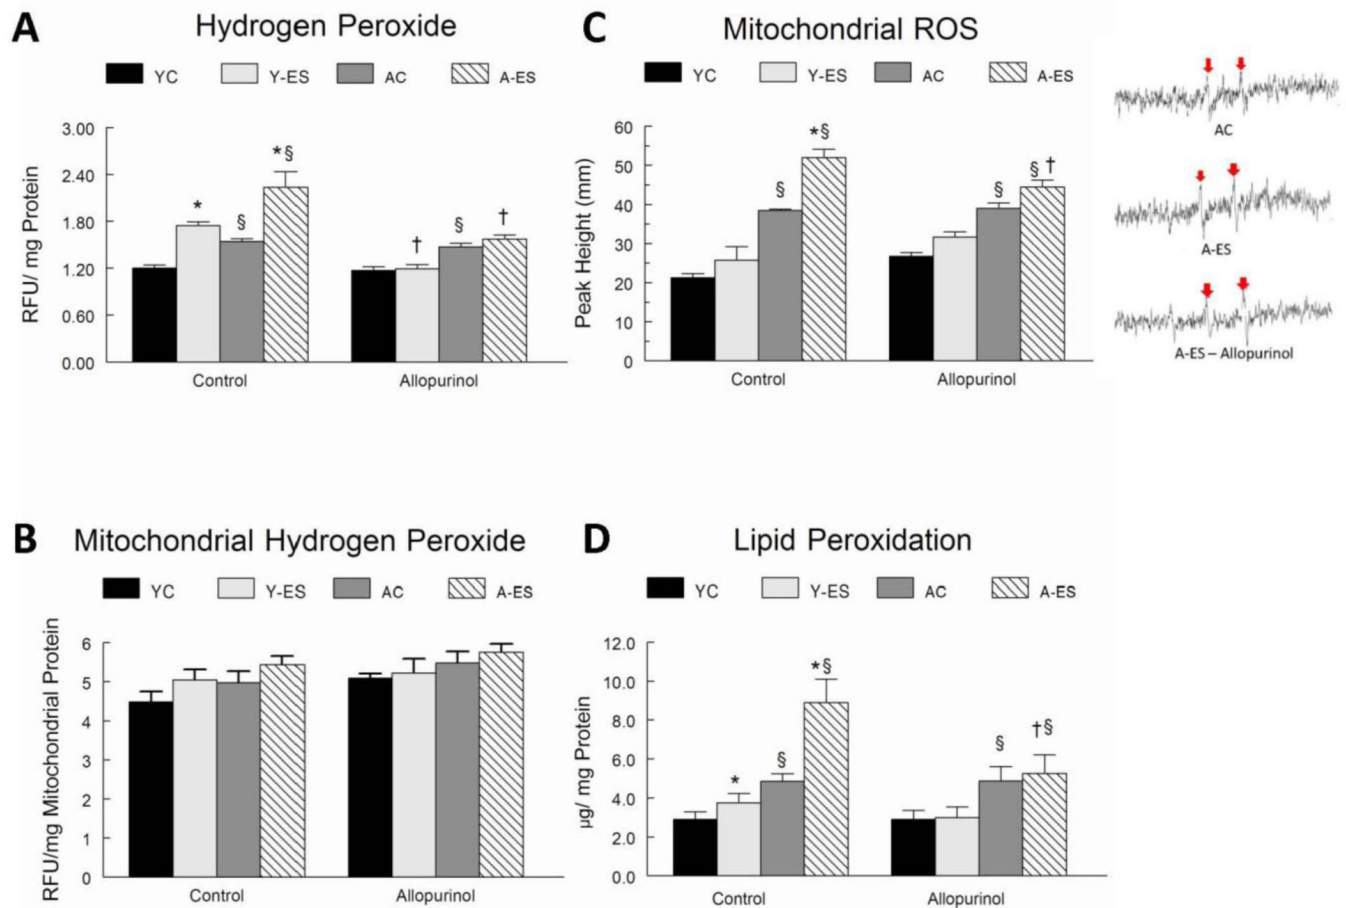 A
Hydrogen Peroxide
YC Y-ES AC A-ES
RFU/ mg Protein
3.00
2.40
1.80
1.20
0.60
0.00
* § *§
† § †
Control Allopurinol
C
Mitochondrial ROS
YC Y-ES AC A-ES
Peak Height (mm)
60
50
40
30
20
10
0
§ *§
§ § †
Control Allopurinol
AC
A-ES
A-ES – Allopurinol
B
Mitochondrial Hydrogen Peroxide
YC Y-ES AC A-ES
RFU/mg Mitochondrial Protein
6
5
4
3
2
1
0
Control Allopurinol
D
Lipid Peroxidation
YC Y-ES AC A-ES
µg/ mg Protein
12.0
10.0
8.0
6.0
4.0
2.0
0.0
* § *§
§ †§
Control Allopurinol